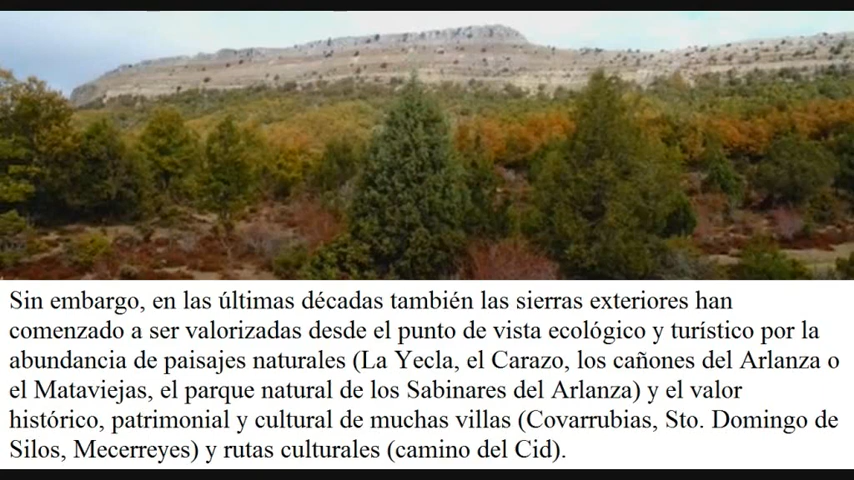 Sin embargo, en las últimas décadas también las sierras exteriores han
comenzado a ser valorizadas desde el punto de vista ecológico y turístico por la
abundancia de paisajes naturales (La Yecla, el Carazo, los cañones del Arlanza o
el Mataviejas, el parque natural de los Sabinares del Arlanza) y el valor
histórico, patrimonial y cultural de muchas villas (Covarrubias, Sto. Domingo de
Silos, Mecerreyes) y rutas culturales (camino del Cid).